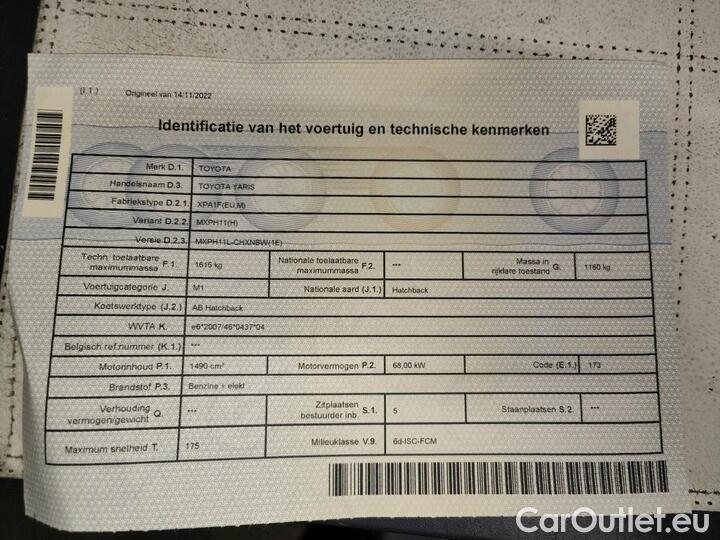 (I.1.) Origineel van 14/11/2022
Identificatie van het voertuig en technische kenmerken
Merk D.1. TOYOTA
Handelsnaam D.3. TOYOTA YARIS
Fabriekstype D.2.1. XPA1F(EU,M)
Variant D.2.2. MXPH11(H)
Versie D.2.3. MXPH11L-CHXNBW(1E)
Techn. toelaatbare maximummassa F.1. 1615 kg Nationale toelaatbare maximummassa F.2. --- Massa in rijklare toestand G. 1160 kg
Voertuigcategorie J. M1 Nationale aard (J.1.) Hatchback
Koetswerktype (J.2.) AB Hatchback
WVTA K. e6*2007/46*0437*04
Belgisch ref.nummer (K.1.) ---
Motorinhoud P.1. 1490 cm³ Motorvermogen P.2. 68,00 kW Code (E.1.) 173
Brandstof P.3. Benzine + elekt
Verhouding vermogen/gewicht Q. --- Zitplaatsen bestuurder inb. S.1. 5 Staanplaatsen S.2. ---
Maximum snelheid T. 175 Milieuklasse V.9. 6d-ISC-FCM
CarOutlet.eu